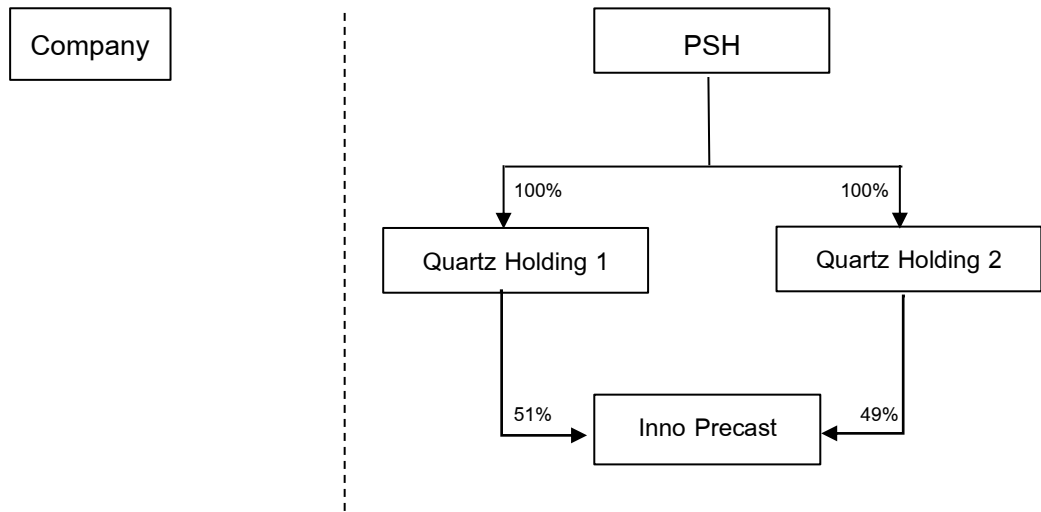 Company
PSH
100%
100%
Quartz Holding 1
Quartz Holding 2
51%
49%
Inno Precast